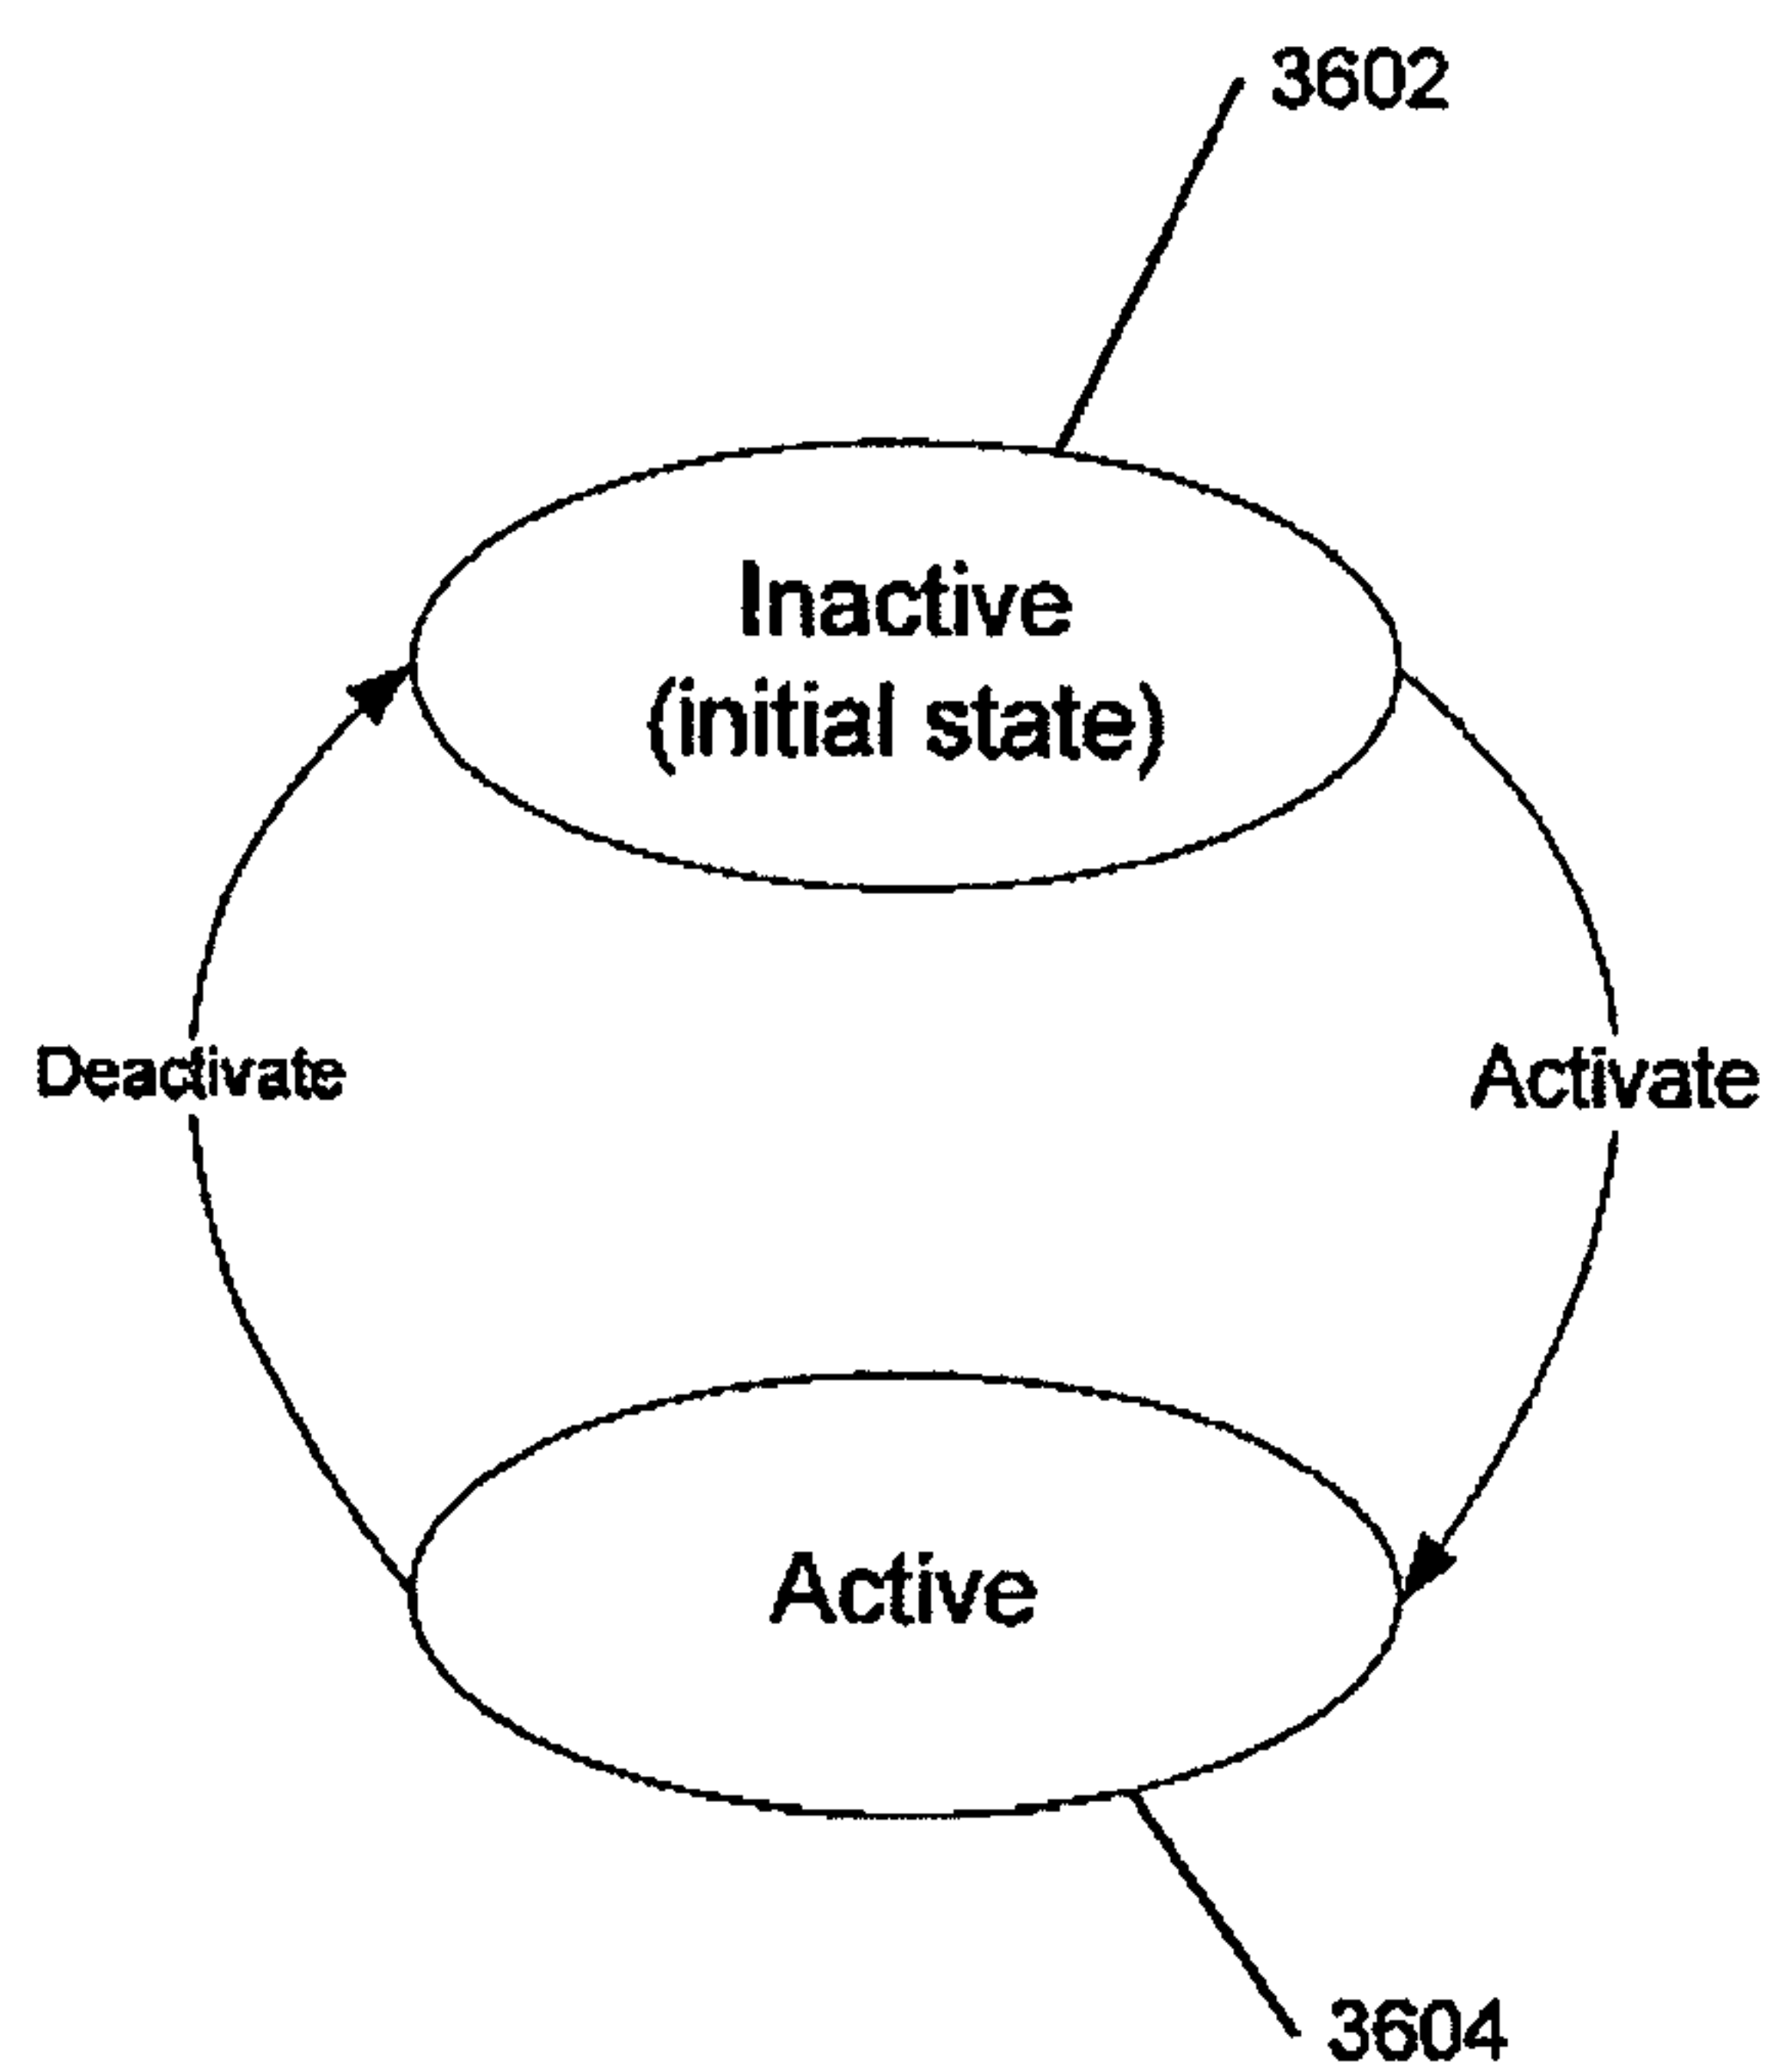 3602
Inactive
(initial state)
Deactivate
Activate
Active
3604